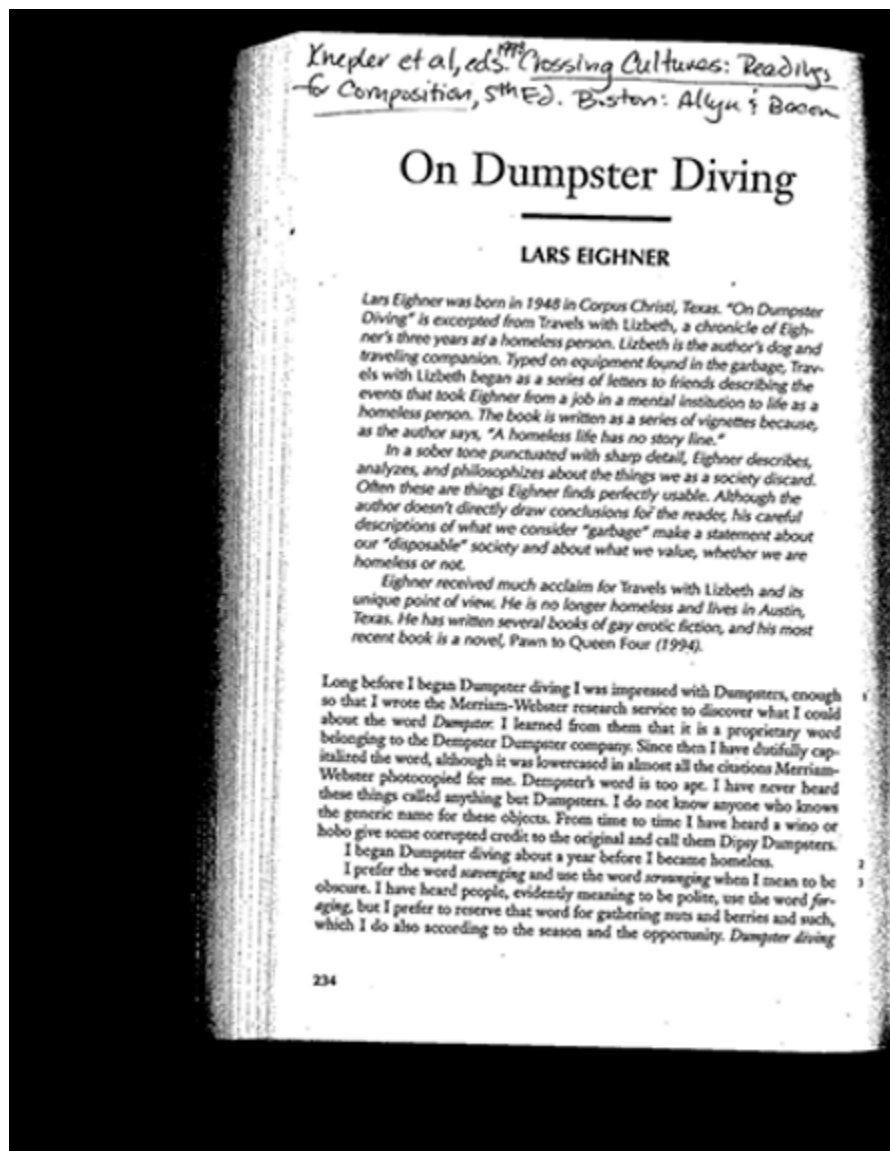 Knepler et al, eds. 1998 Crossing Cultures: Readings
for Composition, 5th Ed. Boston: Allyn & Bacon
On Dumpster Diving
LARS EIGHNER
Lars Eighner was born in 1948 in Corpus Christi, Texas. "On Dumpster
Diving" is excerpted from Travels with Lizbeth, a chronicle of Eigh-
ner's three years as a homeless person. Lizbeth is the author's dog and
traveling companion. Typed on equipment found in the garbage, Trav-
els with Lizbeth began as a series of letters to friends describing the
events that took Eighner from a job in a mental institution to life as a
homeless person. The book is written as a series of vignettes because,
as the author says, "A homeless life has no story line."
In a sober tone punctuated with sharp detail, Eighner describes,
analyzes, and philosophizes about the things we as a society discard.
Often these are things Eighner finds perfectly usable. Although the
author doesn't directly draw conclusions for the reader, his careful
descriptions of what we consider "garbage" make a statement about
our "disposable" society and about what we value, whether we are
homeless or not.
Eighner received much acclaim for Travels with Lizbeth and its
unique point of view. He is no longer homeless and lives in Austin,
Texas. He has written several books of gay erotic fiction, and his most
recent book is a novel, Pawn to Queen Four (1994).
Long before I began Dumpster diving I was impressed with Dumpsters, enough 1
so that I wrote the Merriam-Webster research service to discover what I could
about the word Dumpster. I learned from them that it is a proprietary word
belonging to the Dempster Dumpster company. Since then I have dutifully cap-
italized the word, although it was lowercased in almost all the citations Merriam-
Webster photocopied for me. Dempster's word is too apt. I have never heard
these things called anything but Dumpsters. I do not know anyone who knows
the generic name for these objects. From time to time I have heard a wino or
hobo give some corrupted credit to the original and call them Dipsy Dumpsters.
I began Dumpster diving about a year before I became homeless. 2
I prefer the word scavenging and use the word scrounging when I mean to be 3
obscure. I have heard people, evidently meaning to be polite, use the word for-
aging, but I prefer to reserve that word for gathering nuts and berries and such,
which I do also according to the season and the opportunity. Dumpster diving
234